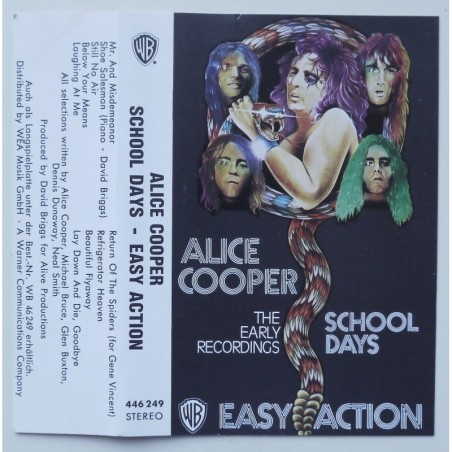 WB
ALICE COOPER
SCHOOL DAYS - EASY ACTION
446 249
STEREO
Mr. And Misdemeanor
Shoe Salesman (Piano - David Briggs)
Still No Air
Below Your Means
Laughing At Me
Return Of The Spiders (for Gene Vincent)
Refrigerator Heaven
Beautiful Flyaway
Lay Down And Die, Goodbye
All selections written by Alice Cooper, Michael Bruce, Glen Buxton,
Dennis Dunaway, Neal Smith
Produced by David Briggs for Alive Productions
Auch als Langspielplatte unter der Best.-Nr. WB 46249 erhältlich.
Distributed by WEA Musik GmbH · A Warner Communications Company
ALICE
COOPER
THE
EARLY
RECORDINGS
SCHOOL
DAYS
WB
EASY ACTION